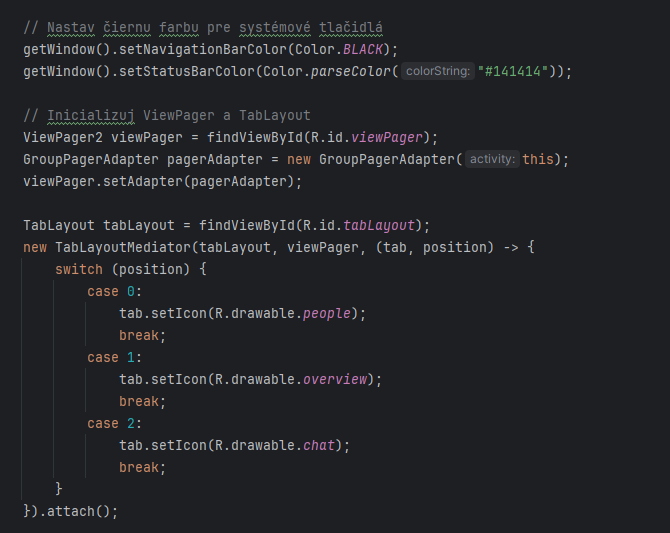 // Nastav čiernu farbu pre systémové tlačidlá
getWindow().setNavigationBarColor(Color.BLACK);
getWindow().setStatusBarColor(Color.parseColor( colorString: "#141414"));

// Inicializuj ViewPager a TabLayout
ViewPager2 viewPager = findViewById(R.id.viewPager);
GroupPagerAdapter pagerAdapter = new GroupPagerAdapter( activity: this);
viewPager.setAdapter(pagerAdapter);

TabLayout tabLayout = findViewById(R.id.tabLayout);
new TabLayoutMediator(tabLayout, viewPager, (tab, position) -> {
    switch (position) {
        case 0:
            tab.setIcon(R.drawable.people);
            break;
        case 1:
            tab.setIcon(R.drawable.overview);
            break;
        case 2:
            tab.setIcon(R.drawable.chat);
            break;
    }
}).attach();